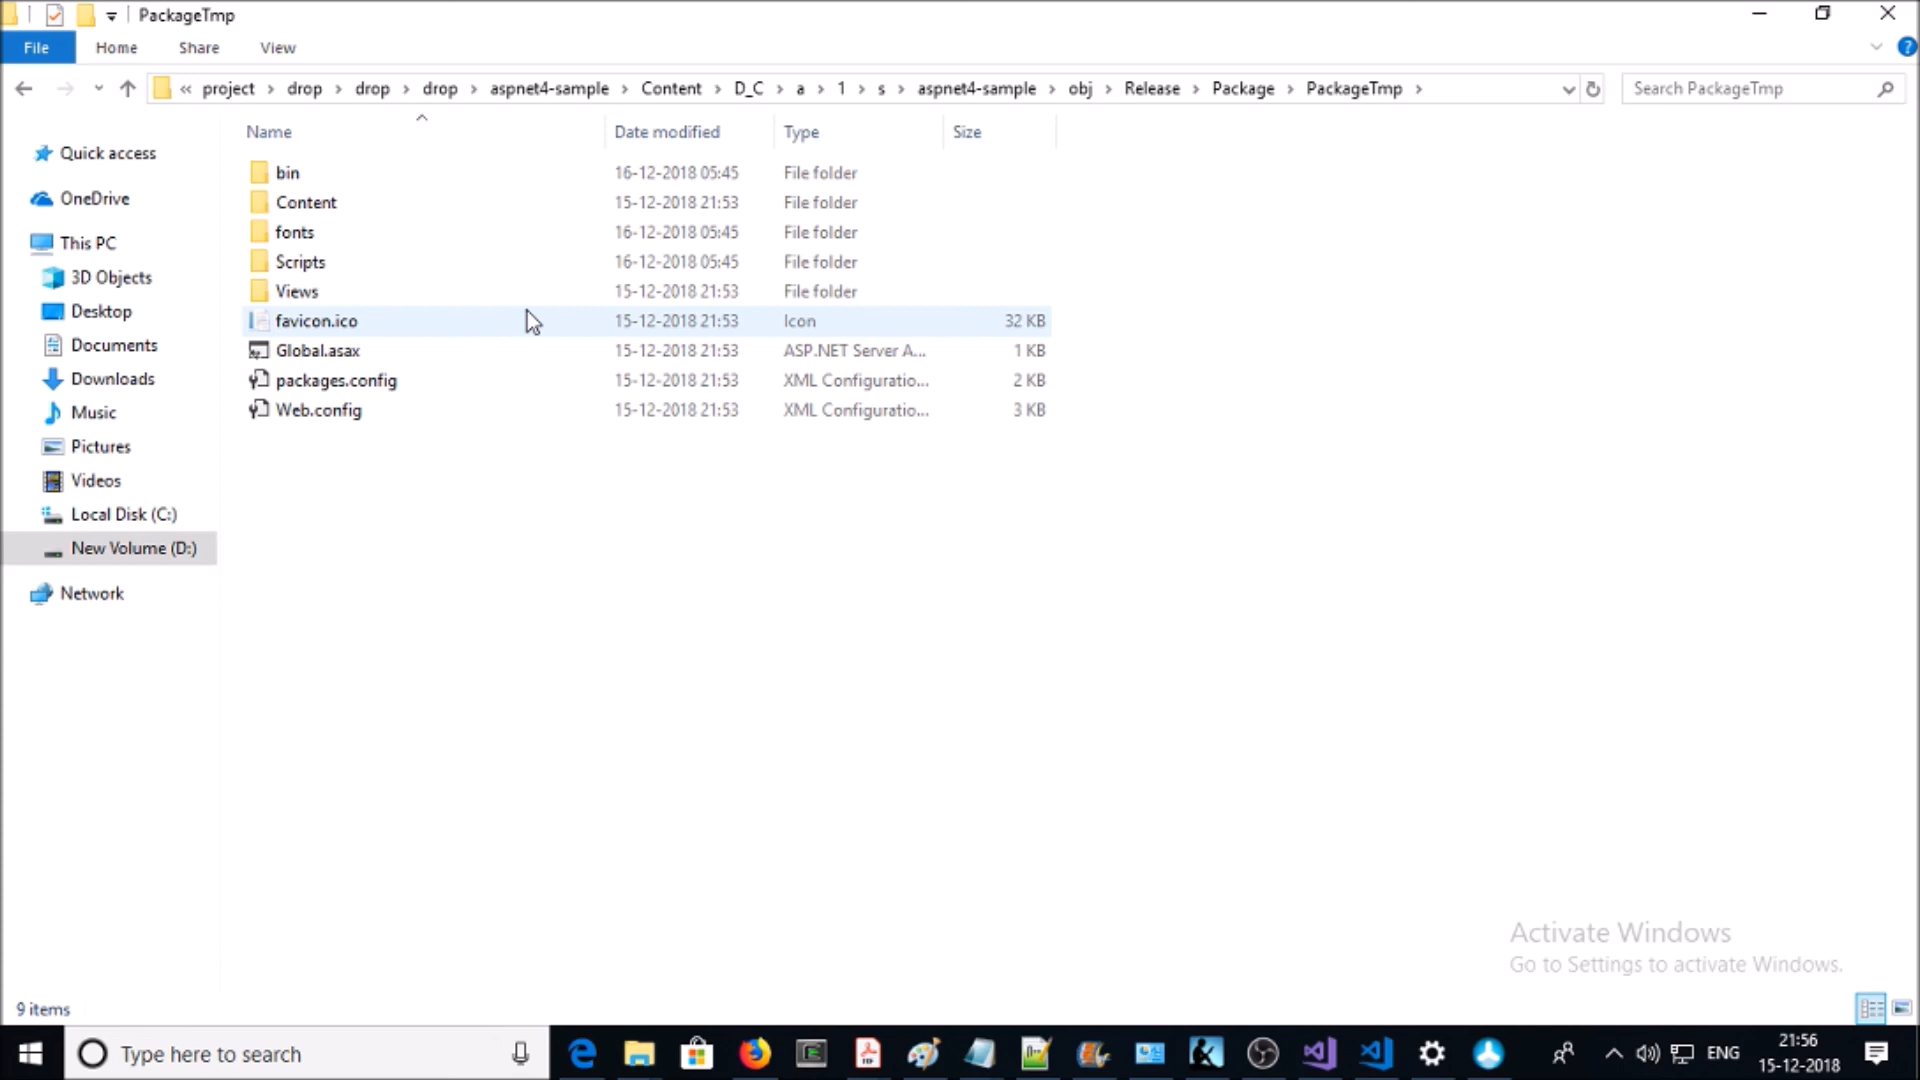 PackageTmp
File Home Share View
« project > drop > drop > drop > aspnet4-sample > Content > D_C > a > 1 > s > aspnet4-sample > obj > Release > Package > PackageTmp >
Search PackageTmp
Name Date modified Type Size
Quick access
OneDrive
This PC
3D Objects
Desktop
Documents
Downloads
Music
Pictures
Videos
Local Disk (C:)
New Volume (D:)
Network
bin 16-12-2018 05:45 File folder
Content 15-12-2018 21:53 File folder
fonts 16-12-2018 05:45 File folder
Scripts 16-12-2018 05:45 File folder
Views 15-12-2018 21:53 File folder
favicon.ico 15-12-2018 21:53 Icon 32 KB
Global.asax 15-12-2018 21:53 ASP.NET Server A... 1 KB
packages.config 15-12-2018 21:53 XML Configuratio... 2 KB
Web.config 15-12-2018 21:53 XML Configuratio... 3 KB
Activate Windows
Go to Settings to activate Windows.
9 items
Type here to search
ENG
21:56
15-12-2018